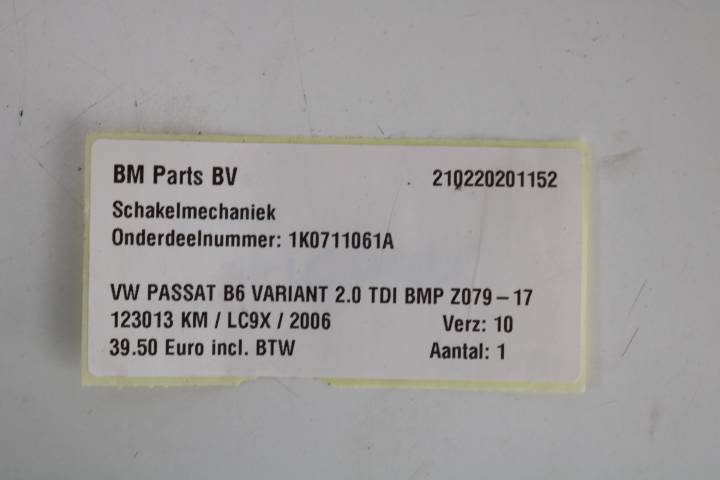 BM Parts BV 210220201152
Schakelmechaniek
Onderdeelnummer: 1K0711061A
VW PASSAT B6 VARIANT 2.0 TDI BMP Z079-17
123013 KM / LC9X / 2006 Verz: 10
39.50 Euro incl. BTW Aantal: 1